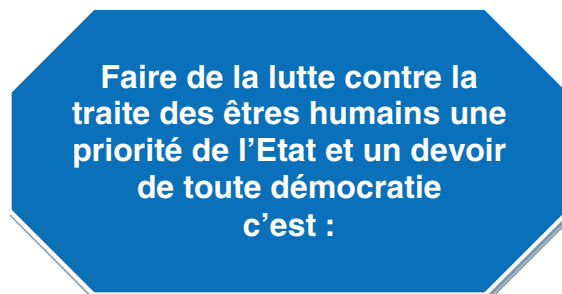 Faire de la lutte contre la
traite des êtres humains une
priorité de l’Etat et un devoir
de toute démocratie
c’est :